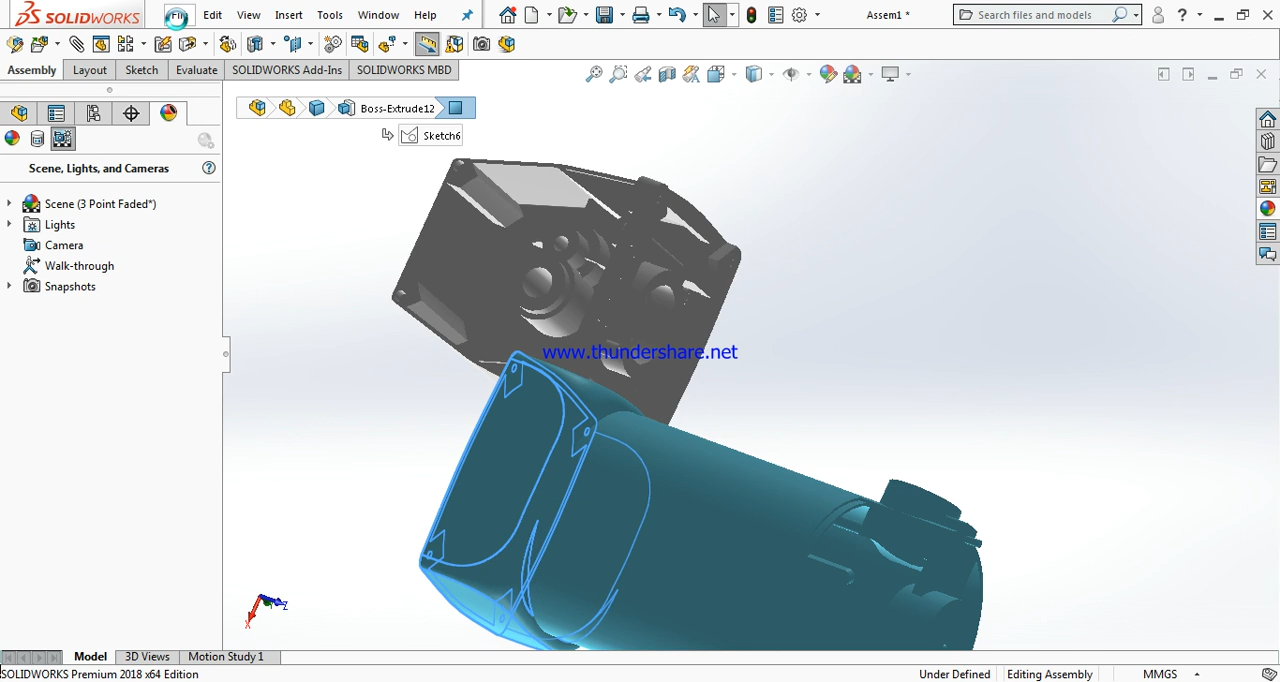 SOLIDWORKS
File
Edit
View
Insert
Tools
Window
Help
Assem1 *
Search files and models
?
Assembly
Layout
Sketch
Evaluate
SOLIDWORKS Add-Ins
SOLIDWORKS MBD
Boss-Extrude12
Sketch6
Scene, Lights, and Cameras
?
Scene (3 Point Faded*)
Lights
Camera
Walk-through
Snapshots
www.thundershare.net
X
Z
Model
3D Views
Motion Study 1
SOLIDWORKS Premium 2018 x64 Edition
Under Defined
Editing Assembly
MMGS